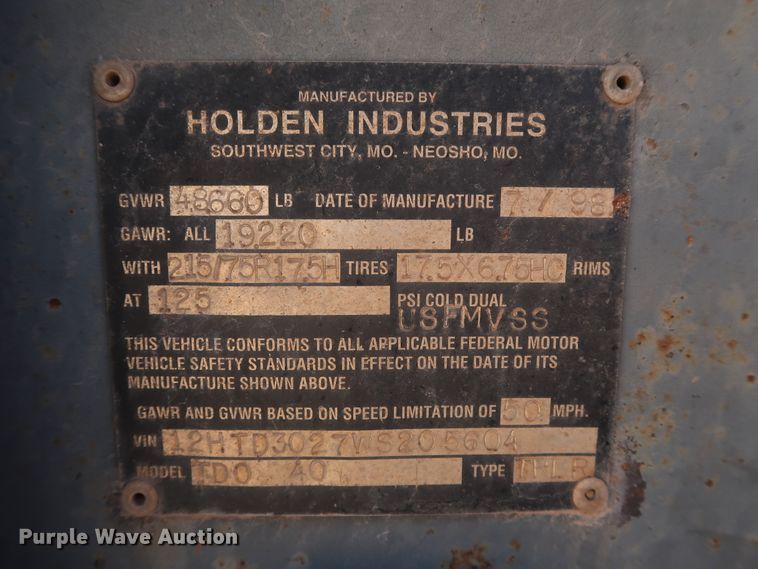 MANUFACTURED BY
HOLDEN INDUSTRIES
SOUTHWEST CITY, MO. - NEOSHO, MO.
GVWR 48660 LB DATE OF MANUFACTURE 7 / 98
GAWR: ALL 19220 LB
WITH 215/75R17.5H TIRES 17.5X6.75HC RIMS
AT 125 PSI COLD DUAL
USFMVSS
THIS VEHICLE CONFORMS TO ALL APPLICABLE FEDERAL MOTOR
VEHICLE SAFETY STANDARDS IN EFFECT ON THE DATE OF ITS
MANUFACTURE SHOWN ABOVE.
GAWR AND GVWR BASED ON SPEED LIMITATION OF 50 MPH.
VIN 12HTD3027WS205604
MODEL TDO 40 TYPE TRLR
Purple Wave Auction®